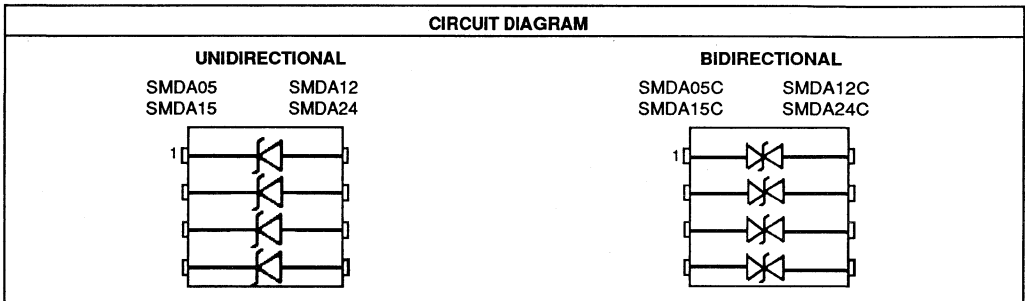 CIRCUIT DIAGRAM
UNIDIRECTIONAL
SMDA05 SMDA12
SMDA15 SMDA24
1
BIDIRECTIONAL
SMDA05C SMDA12C
SMDA15C SMDA24C
1